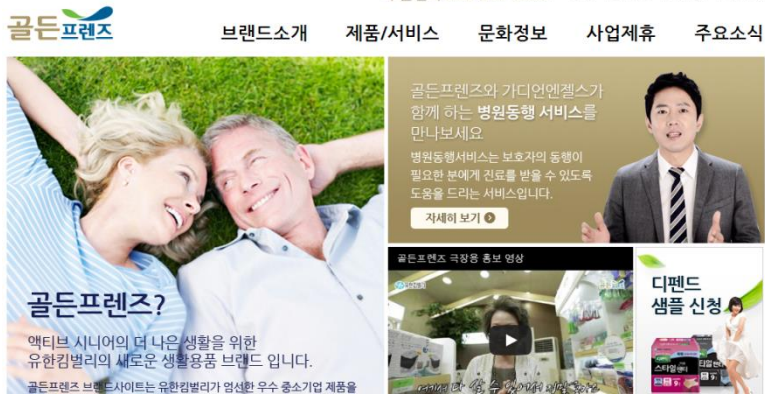 골든프렌즈
브랜드소개 제품/서비스 문화정보 사업제휴 주요소식
골든프렌즈와 가디언엔젤스가
함께 하는 병원동행 서비스를
만나보세요
병원동행서비스는 보호자의 동행이
필요한 분에게 진료를 받을 수 있도록
도움을 드리는 서비스입니다.
자세히 보기
골든프렌즈?
액티브 시니어의 더 나은 생활을 위한
유한킴벌리의 새로운 생활용품 브랜드 입니다.
골든프렌즈 브랜드사이트는 유한킴벌리가 엄선한 우수 중소기업 제품을
골든프렌즈 극장용 홍보 영상
디펜드
샘플 신청
스타일팬티